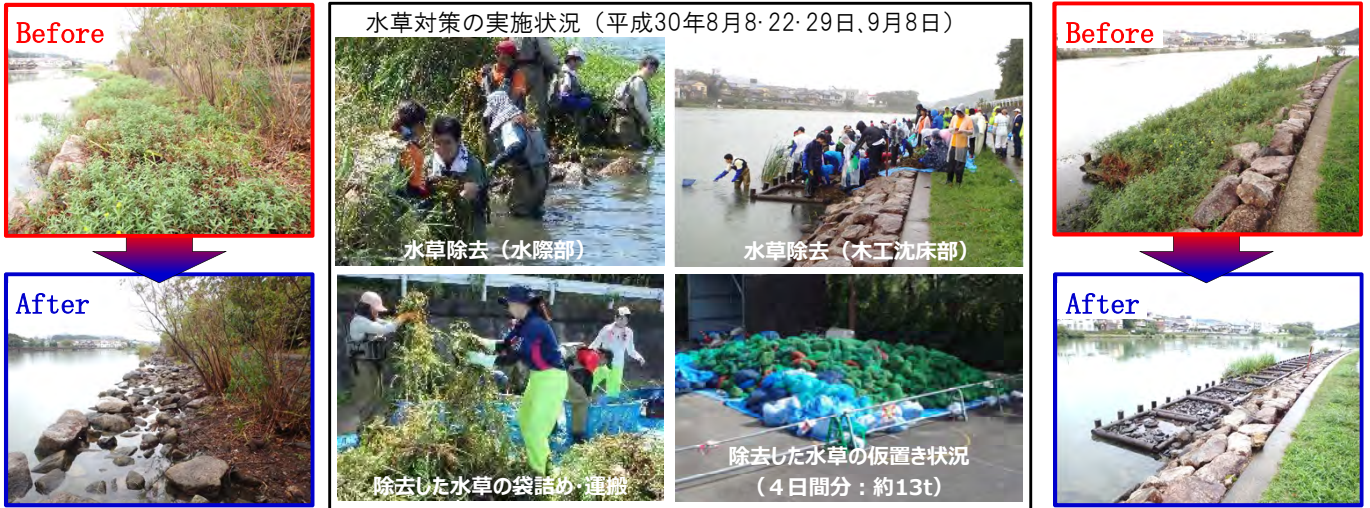 Before
After
水草対策の実施状況（平成30年8月8･22･29日､9月8日）
水草除去（水際部）
水草除去（木工沈床部）
除去した水草の袋詰め･運搬
除去した水草の仮置き状況
（４日間分：約13t）
Before
After